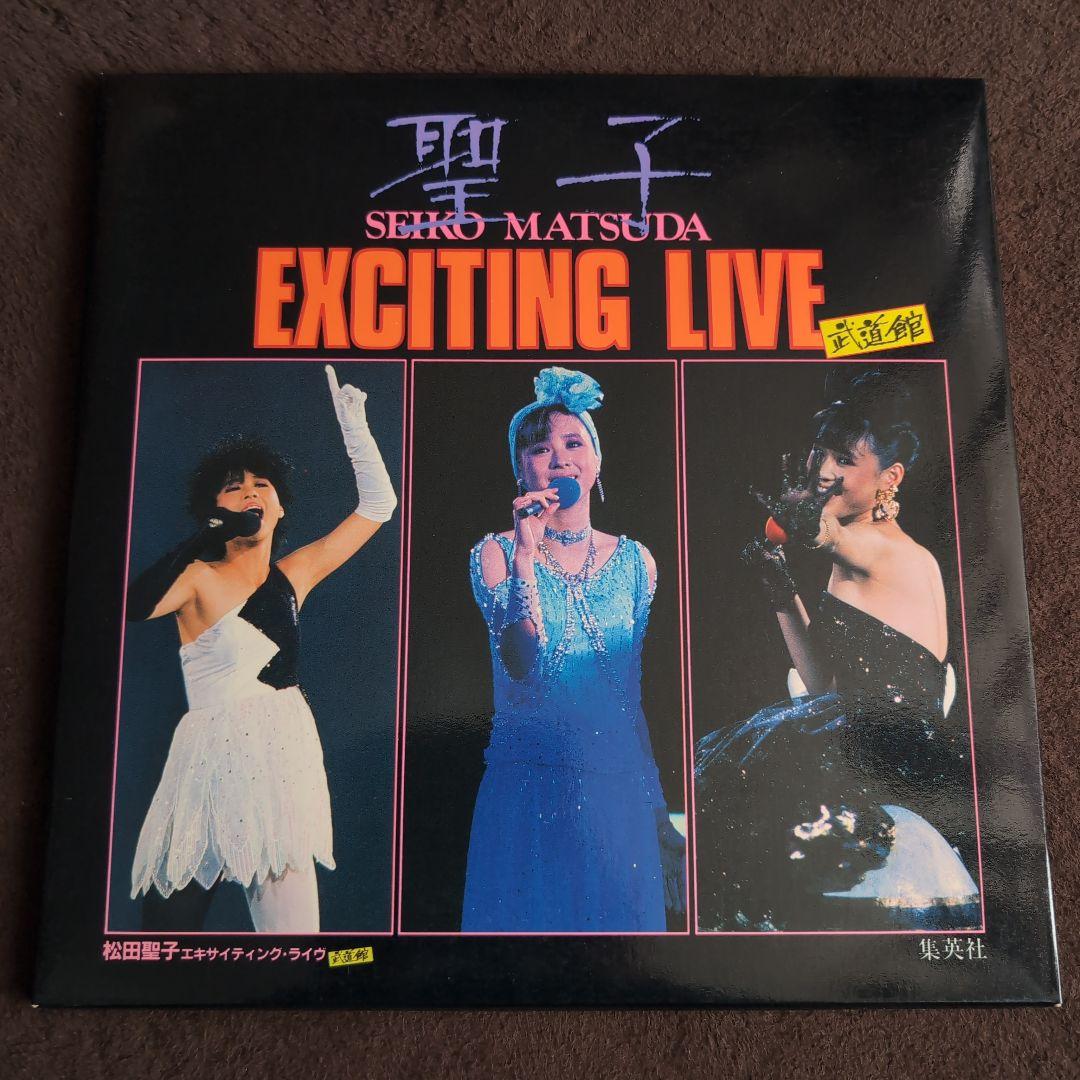 聖子
SEIKO MATSUDA
EXCITING LIVE
武道館
松田聖子エキサイティング・ライヴ 武道館
集英社